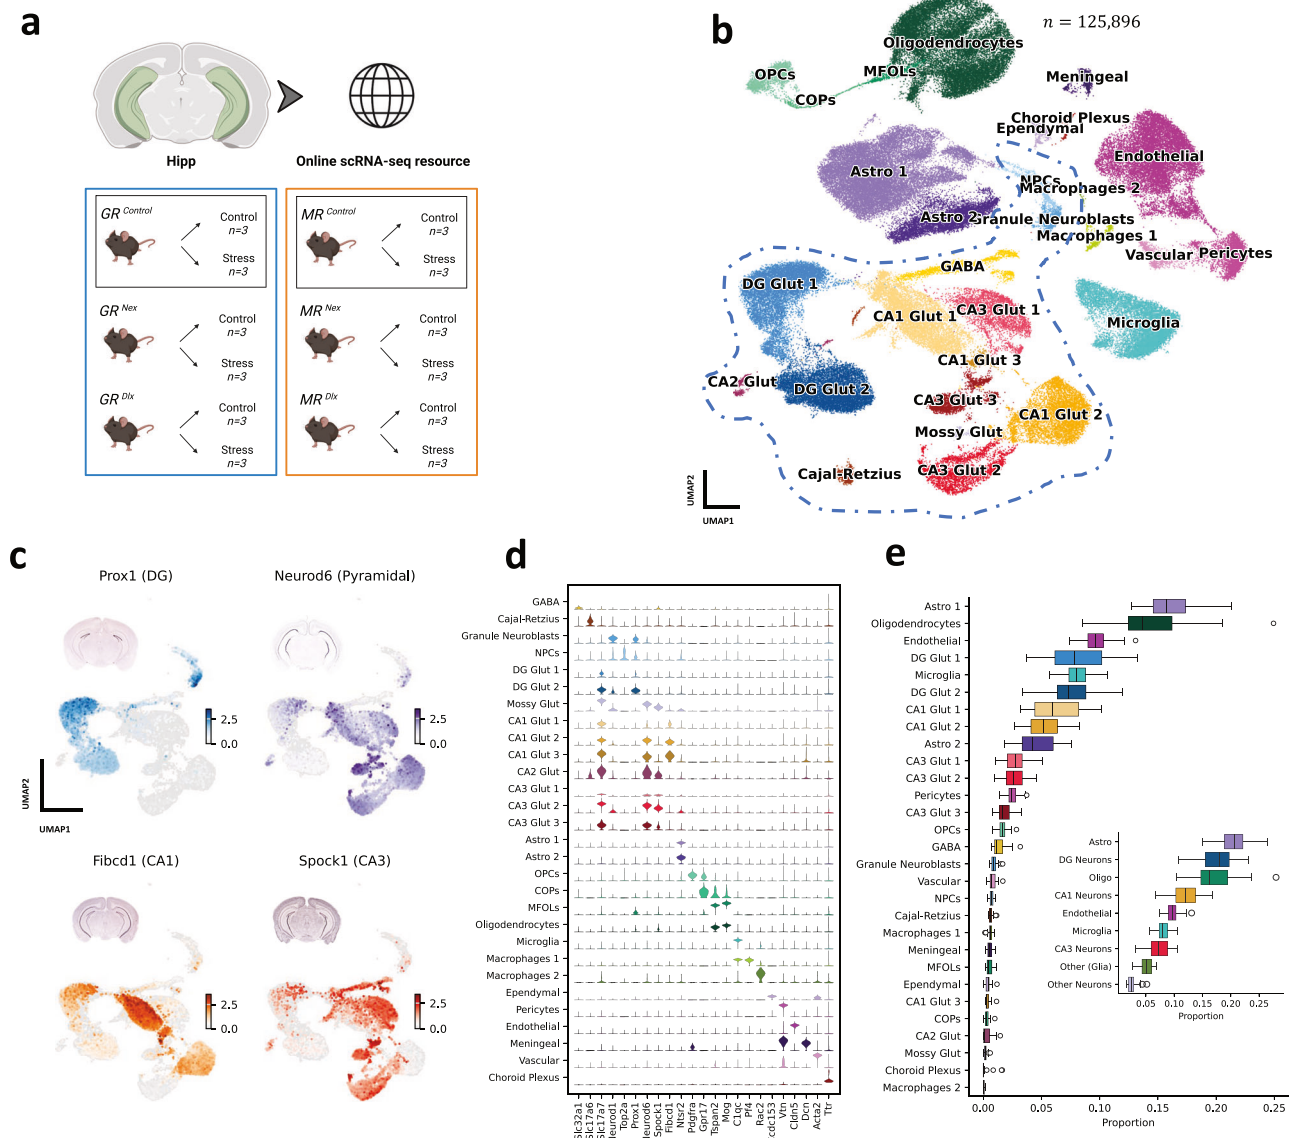 a
Hipp
Online scRNA-seq resource
GR Control
Control
n=3
Stress
n=3
MR Control
Control
n=3
Stress
n=3
GR Nex
Control
n=3
Stress
n=3
MR Nex
Control
n=3
Stress
n=3
GR Dlx
Control
n=3
Stress
n=3
MR Dlx
Control
n=3
Stress
n=3
b
n = 125,896
Oligodendrocytes
OPCs
MFOLs
COPs
Meningeal
Choroid Plexus
Ependymal
Endothelial
Astro 1
NPCs
Macrophages 2
Astro 2
Granule Neuroblasts
Macrophages 1
Vascular
Pericytes
GABA
DG Glut 1
CA1 Glut 1
CA3 Glut 1
Microglia
CA1 Glut 3
CA2 Glut
DG Glut 2
CA3 Glut 3
CA1 Glut 2
Mossy Glut
CA3 Glut 2
Cajal-Retzius
UMAP2
UMAP1
c
Prox1 (DG)
2.5
0.0
Neurod6 (Pyramidal)
2.5
0.0
UMAP2
UMAP1
Fibcd1 (CA1)
2.5
0.0
Spock1 (CA3)
2.5
0.0
d
GABA
Cajal-Retzius
Granule Neuroblasts
NPCs
DG Glut 1
DG Glut 2
Mossy Glut
CA1 Glut 1
CA1 Glut 2
CA1 Glut 3
CA2 Glut
CA3 Glut 1
CA3 Glut 2
CA3 Glut 3
Astro 1
Astro 2
OPCs
COPs
MFOLs
Oligodendrocytes
Microglia
Macrophages 1
Macrophages 2
Ependymal
Pericytes
Endothelial
Meningeal
Vascular
Choroid Plexus
Slc32a1
Slc17a6
Slc17a7
Neurod1
Top2a
Prox1
Neurod6
Spock1
Fibcd1
Ntsr2
Pdgfra
Gpr17
Tspan2
Mog
C1qc
Pf4
Rac2
Ccdc153
Vtn
Cldn5
Dcn
Acta2
Ttr
e
Astro 1
Oligodendrocytes
Endothelial
DG Glut 1
Microglia
DG Glut 2
CA1 Glut 1
CA1 Glut 2
Astro 2
CA3 Glut 1
CA3 Glut 2
Pericytes
CA3 Glut 3
OPCs
GABA
Granule Neuroblasts
Vascular
NPCs
Cajal-Retzius
Macrophages 1
Meningeal
MFOLs
Ependymal
CA1 Glut 3
COPs
CA2 Glut
Mossy Glut
Choroid Plexus
Macrophages 2
0.00 0.05 0.10 0.15 0.20 0.25
Proportion
Astro
DG Neurons
Oligo
CA1 Neurons
Endothelial
Microglia
CA3 Neurons
Other (Glia)
Other Neurons
0.05 0.10 0.15 0.20 0.25
Proportion